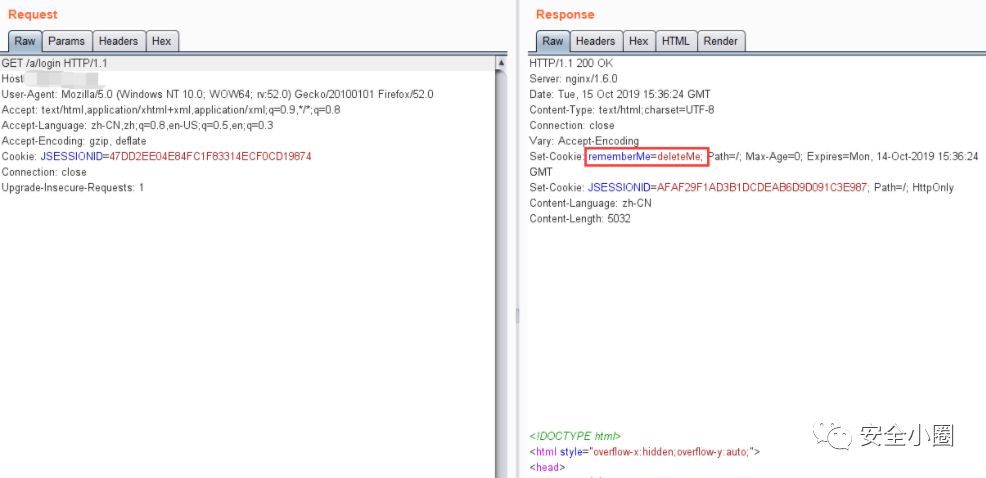 Request
Raw Params Headers Hex
GET /a/login HTTP/1.1
Host
User-Agent: Mozilla/5.0 (Windows NT 10.0; WOW64; rv:52.0) Gecko/20100101 Firefox/52.0
Accept: text/html,application/xhtml+xml,application/xml;q=0.9,*/*;q=0.8
Accept-Language: zh-CN,zh;q=0.8,en-US;q=0.5,en;q=0.3
Accept-Encoding: gzip, deflate
Cookie: JSESSIONID=47DD2EE04E84FC1F83314ECF0CD19874
Connection: close
Upgrade-Insecure-Requests: 1
Response
Raw Headers Hex HTML Render
HTTP/1.1 200 OK
Server: nginx/1.6.0
Date: Tue, 15 Oct 2019 15:36:24 GMT
Content-Type: text/html;charset=UTF-8
Connection: close
Vary: Accept-Encoding
Set-Cookie: rememberMe=deleteMe; Path=/; Max-Age=0; Expires=Mon, 14-Oct-2019 15:36:24
GMT
Set-Cookie: JSESSIONID=AFAF29F1AD3B1DCDEAB6D9D091C3E987; Path=/; HttpOnly
Content-Language: zh-CN
Content-Length: 5032
<!DOCTYPE html>
<html style="overflow-x:hidden;overflow-y:auto;">
<head>
安全小圈